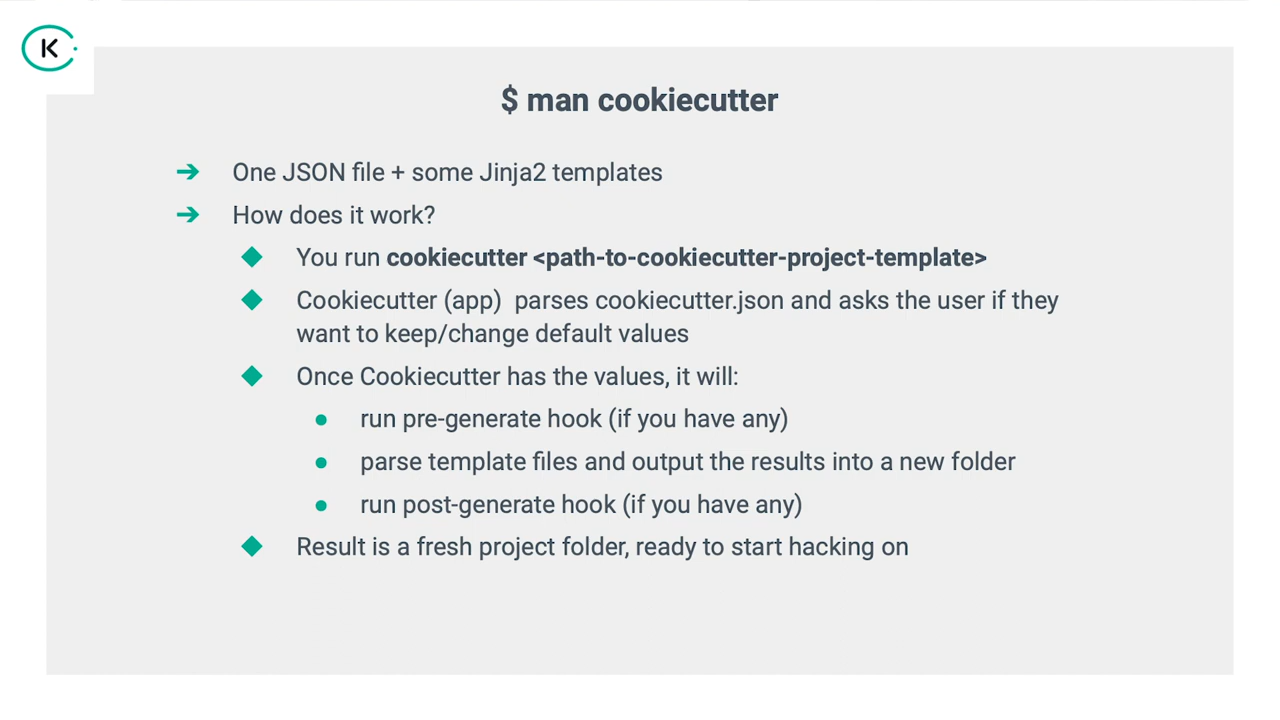 K
$ man cookiecutter
One JSON file + some Jinja2 templates
How does it work?
You run cookiecutter <path-to-cookiecutter-project-template>
Cookiecutter (app)  parses cookiecutter.json and asks the user if they
want to keep/change default values
Once Cookiecutter has the values, it will:
run pre-generate hook (if you have any)
parse template files and output the results into a new folder
run post-generate hook (if you have any)
Result is a fresh project folder, ready to start hacking on